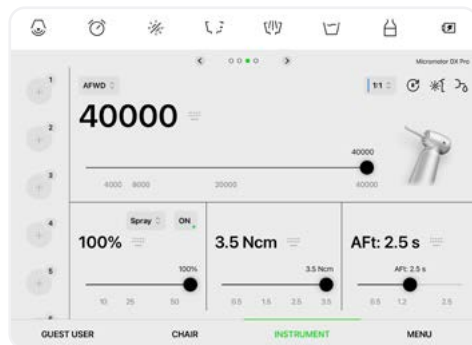 Micromotor DX Pro
1
AFWD
1:1
40000
2
40000
3
4000 8000 20000 40000
4
Spray ON
100% 3.5 Ncm AFt: 2.5 s
5
100% 3.5 Ncm AFt: 2.5 s
10 25 50 0.5 1.5 2.5 3.5 0.5 1.2 2.5
GUEST USER CHAIR INSTRUMENT MENU